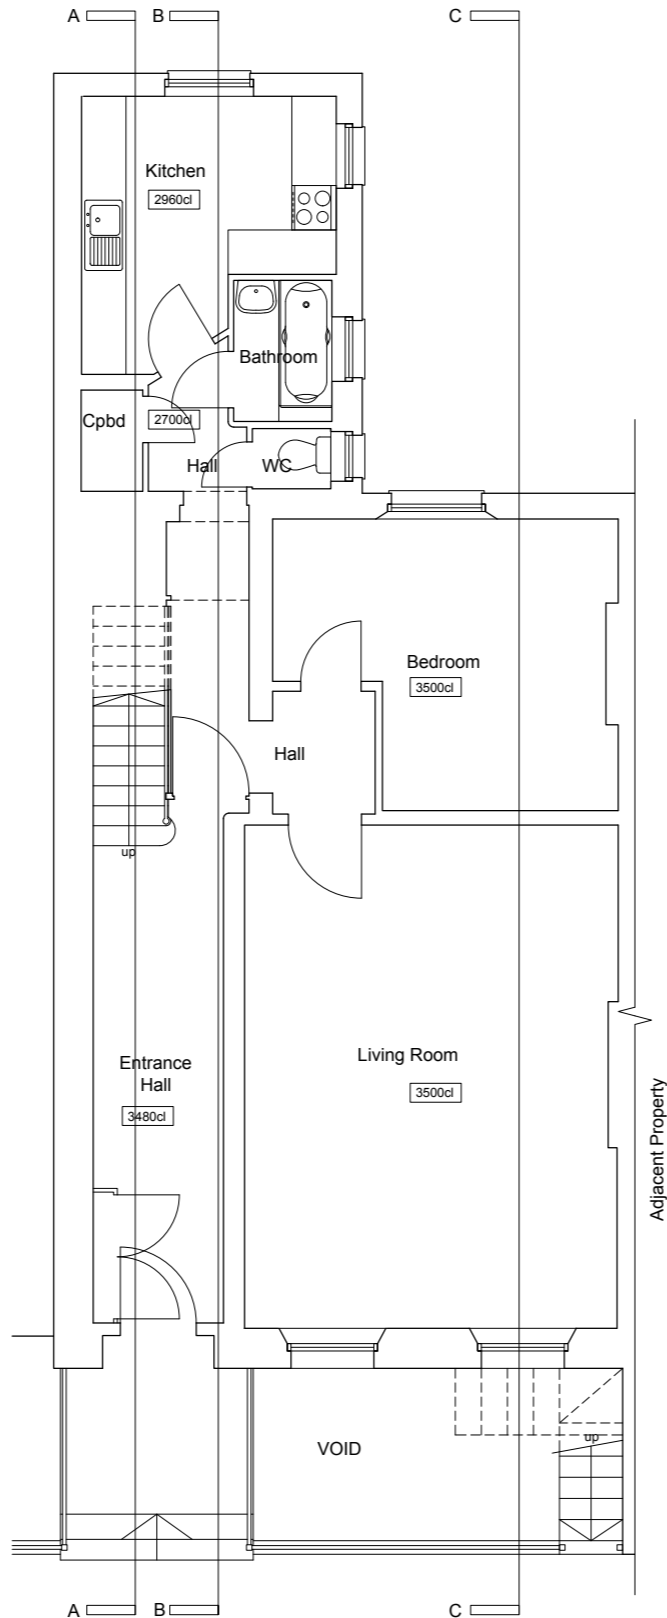 A B C
Kitchen
2960cl
Bathroom
Cpbd
2700cl
Hall
WC
Bedroom
3500cl
Hall
up
Living Room
3500cl
Entrance
Hall
3480cl
Adjacent Property
VOID
up
A B C